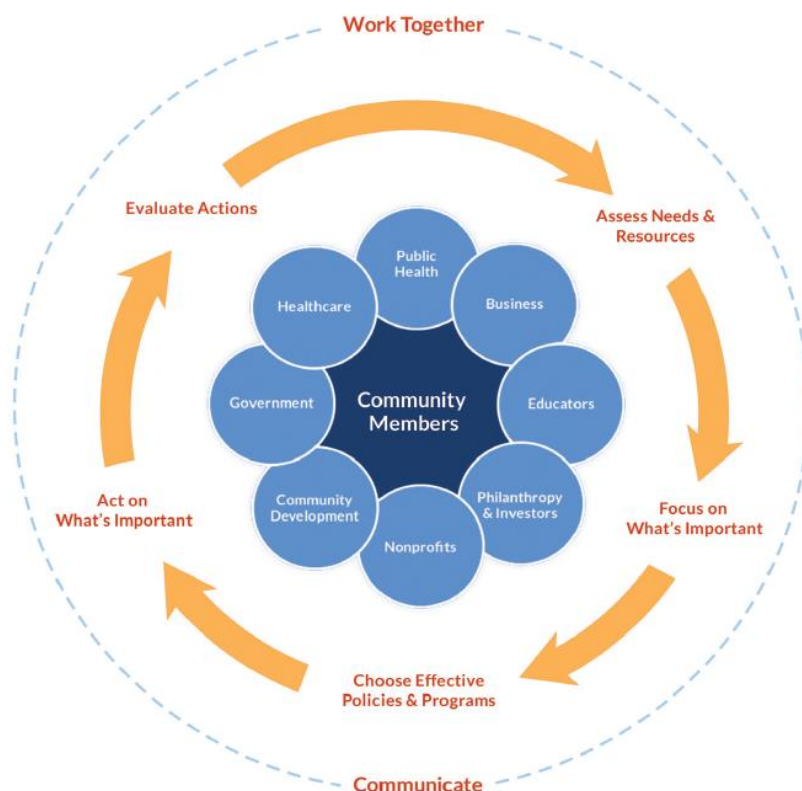 Work Together
Evaluate Actions
Assess Needs &
Resources
Public
Health
Healthcare
Business
Government
Community
Members
Educators
Act on
What's Important
Community
Development
Philanthropy
& Investors
Focus on
What's Important
Nonprofits
Choose Effective
Policies & Programs
Communicate